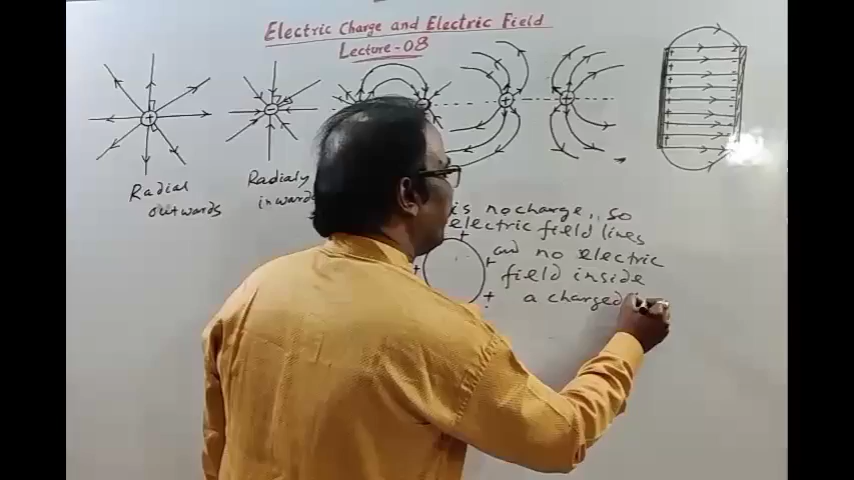 Electric Charge and Electric Field
Lecture-08
Radial
outwards
Radialy
inwards
is no charge, so
electric field lines
and no electric
field inside
a charged